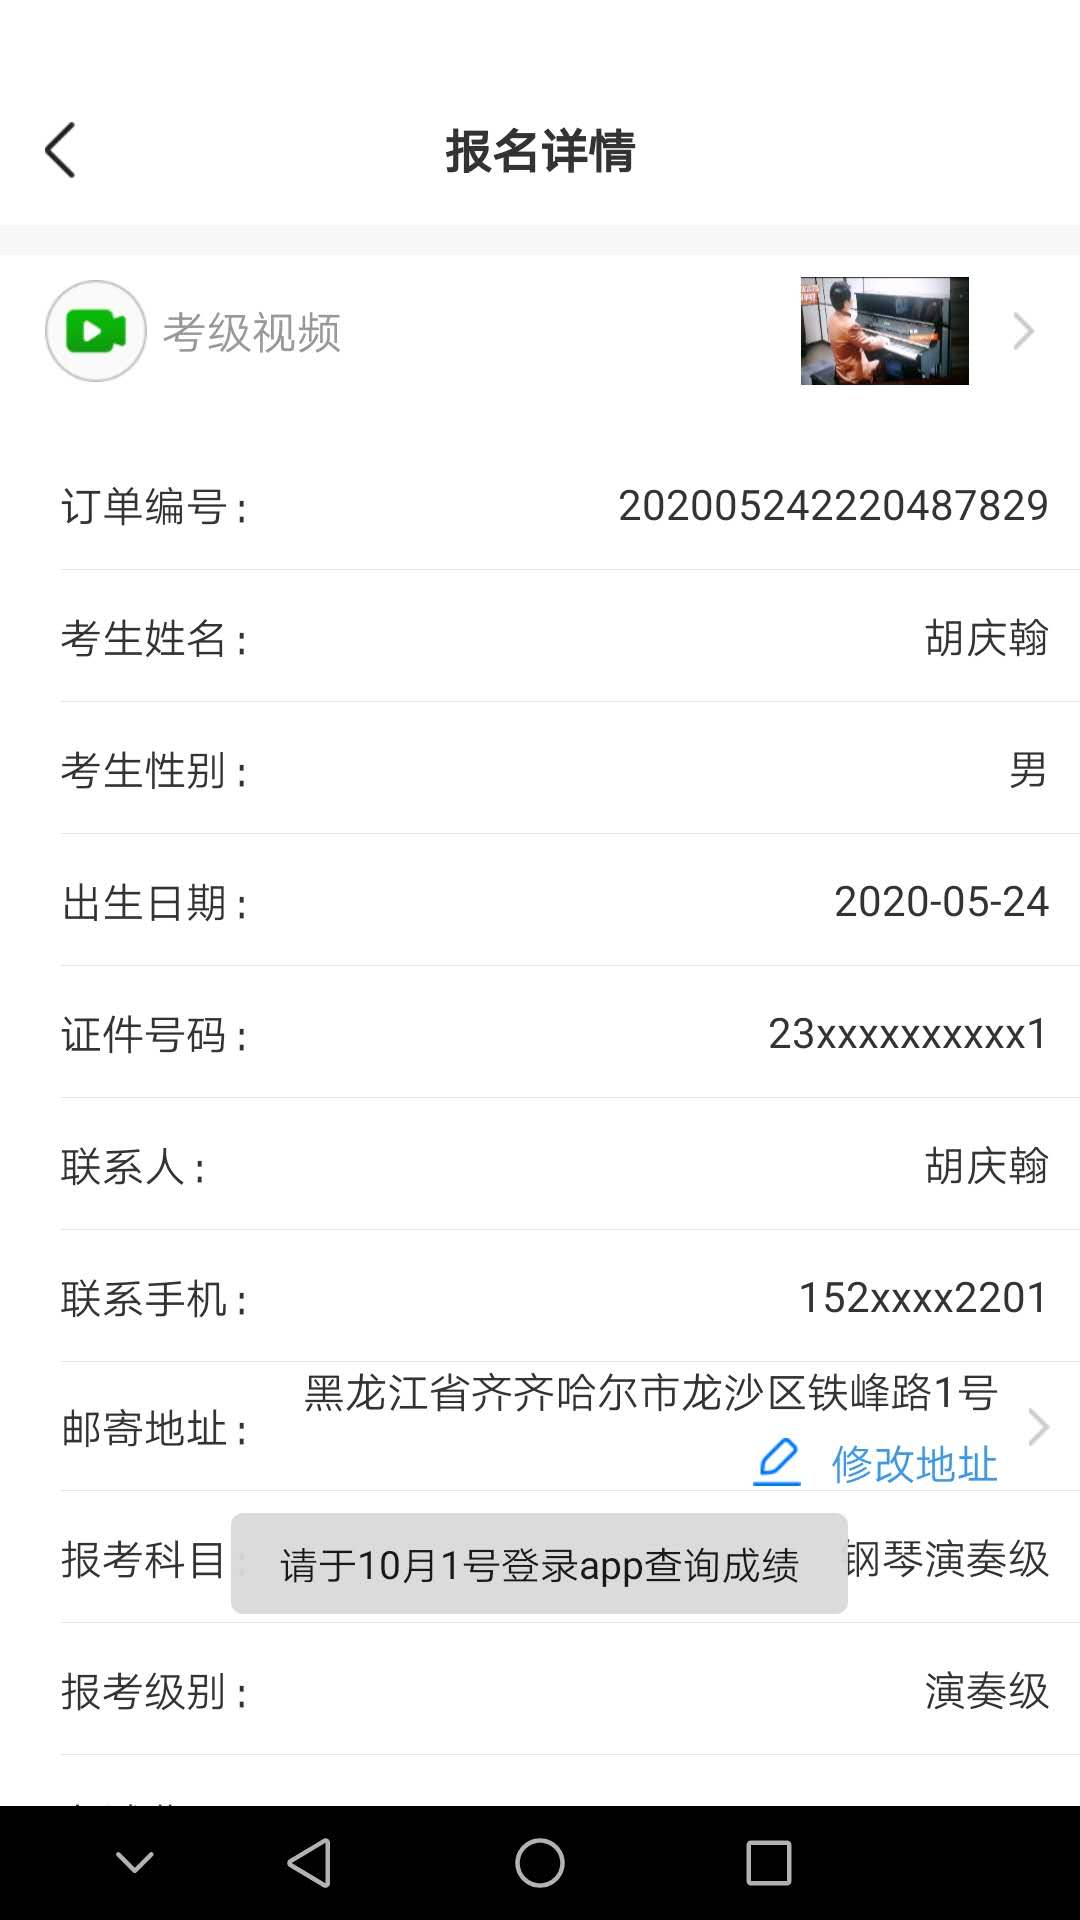 报名详情
考级视频
订单编号: 202005242220487829
考生姓名: 胡庆翰
考生性别: 男
出生日期: 2020-05-24
证件号码: 23xxxxxxxxxx1
联系人: 胡庆翰
联系手机: 152xxxx2201
黑龙江省齐齐哈尔市龙沙区铁峰路1号
邮寄地址:
修改地址
报考科目: 钢琴演奏级
请于10月1号登录app查询成绩
报考级别: 演奏级